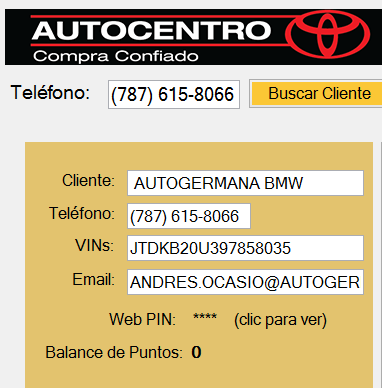 AUTOCENTRO
Compra Confiado
Teléfono: (787) 615-8066 Buscar Cliente
Cliente: AUTOGERMANA BMW
Teléfono: (787) 615-8066
VINs: JTDKB20U397858035
Email: ANDRES.OCASIO@AUTOGER
Web PIN: **** (clic para ver)
Balance de Puntos: 0